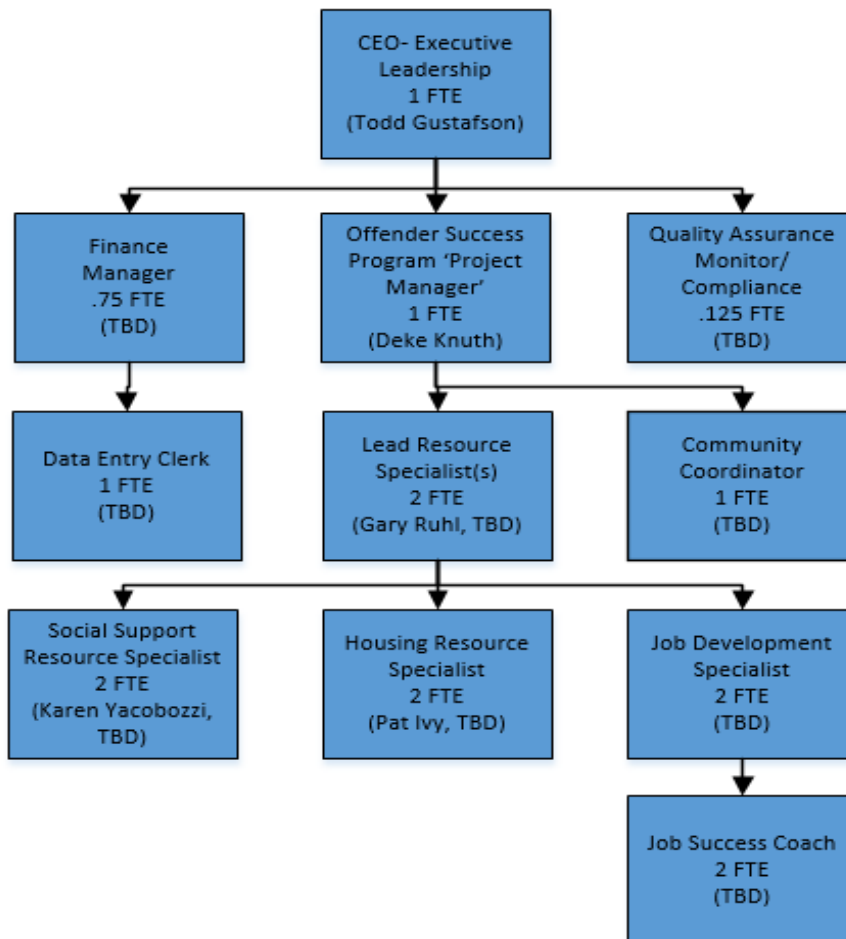 CEO- Executive
Leadership
1 FTE
(Todd Gustafson)
Finance
Manager
.75 FTE
(TBD)
Offender Success
Program ‘Project
Manager’
1 FTE
(Deke Knuth)
Quality Assurance
Monitor/
Compliance
.125 FTE
(TBD)
Data Entry Clerk
1 FTE
(TBD)
Lead Resource
Specialist(s)
2 FTE
(Gary Ruhl, TBD)
Community
Coordinator
1 FTE
(TBD)
Social Support
Resource Specialist
2 FTE
(Karen Yacobozzi,
TBD)
Housing Resource
Specialist
2 FTE
(Pat Ivy, TBD)
Job Development
Specialist
2 FTE
(TBD)
Job Success Coach
2 FTE
(TBD)